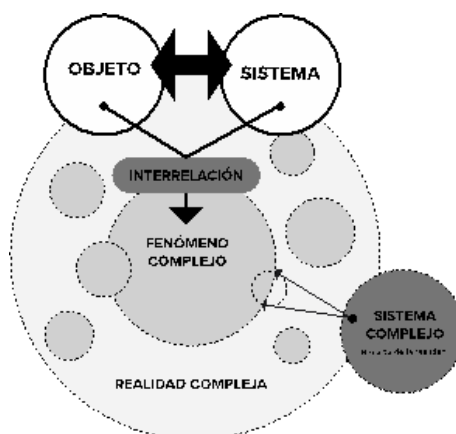 OBJETO
SISTEMA
INTERRELACIÓN
FENÓMENO
COMPLEJO
SISTEMA
COMPLEJO
REALIDAD COMPLEJA